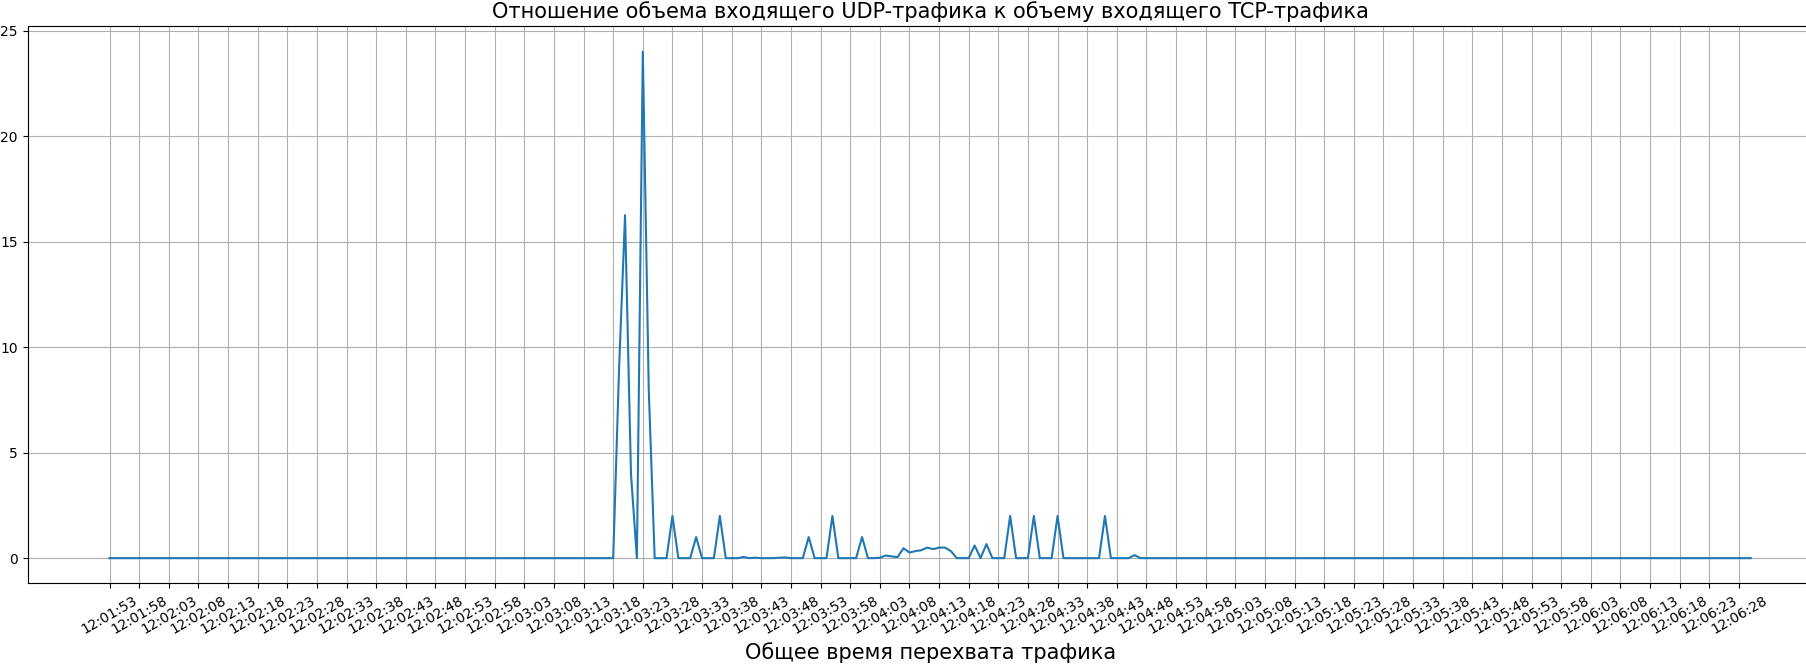 Отношение объема входящего UDP-трафика к объему входящего TCP-трафика
25
20
15
10
5
0
12:01:53 12:01:58 12:02:03 12:02:08 12:02:13 12:02:18 12:02:23 12:02:28 12:02:33 12:02:38 12:02:43 12:02:48 12:02:53 12:02:58 12:03:03 12:03:08 12:03:13 12:03:18 12:03:23 12:03:28 12:03:33 12:03:38 12:03:43 12:03:48 12:03:53 12:03:58 12:04:03 12:04:08 12:04:13 12:04:18 12:04:23 12:04:28 12:04:33 12:04:38 12:04:43 12:04:48 12:04:53 12:04:58 12:05:03 12:05:08 12:05:13 12:05:18 12:05:23 12:05:28 12:05:33 12:05:38 12:05:43 12:05:48 12:05:53 12:05:58 12:06:03 12:06:08 12:06:13 12:06:18 12:06:23 12:06:28
Общее время перехвата трафика